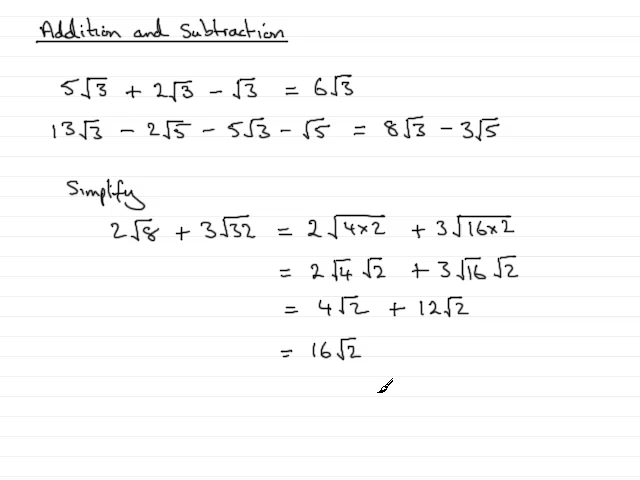 Addition and Subtraction
5√3 + 2√3 − √3 = 6√3
13√3 − 2√5 − 5√3 − √5 = 8√3 − 3√5
Simplify
2√8 + 3√32 = 2√(4×2) + 3√(16×2)
= 2√4 √2 + 3√16 √2
= 4√2 + 12√2
= 16√2